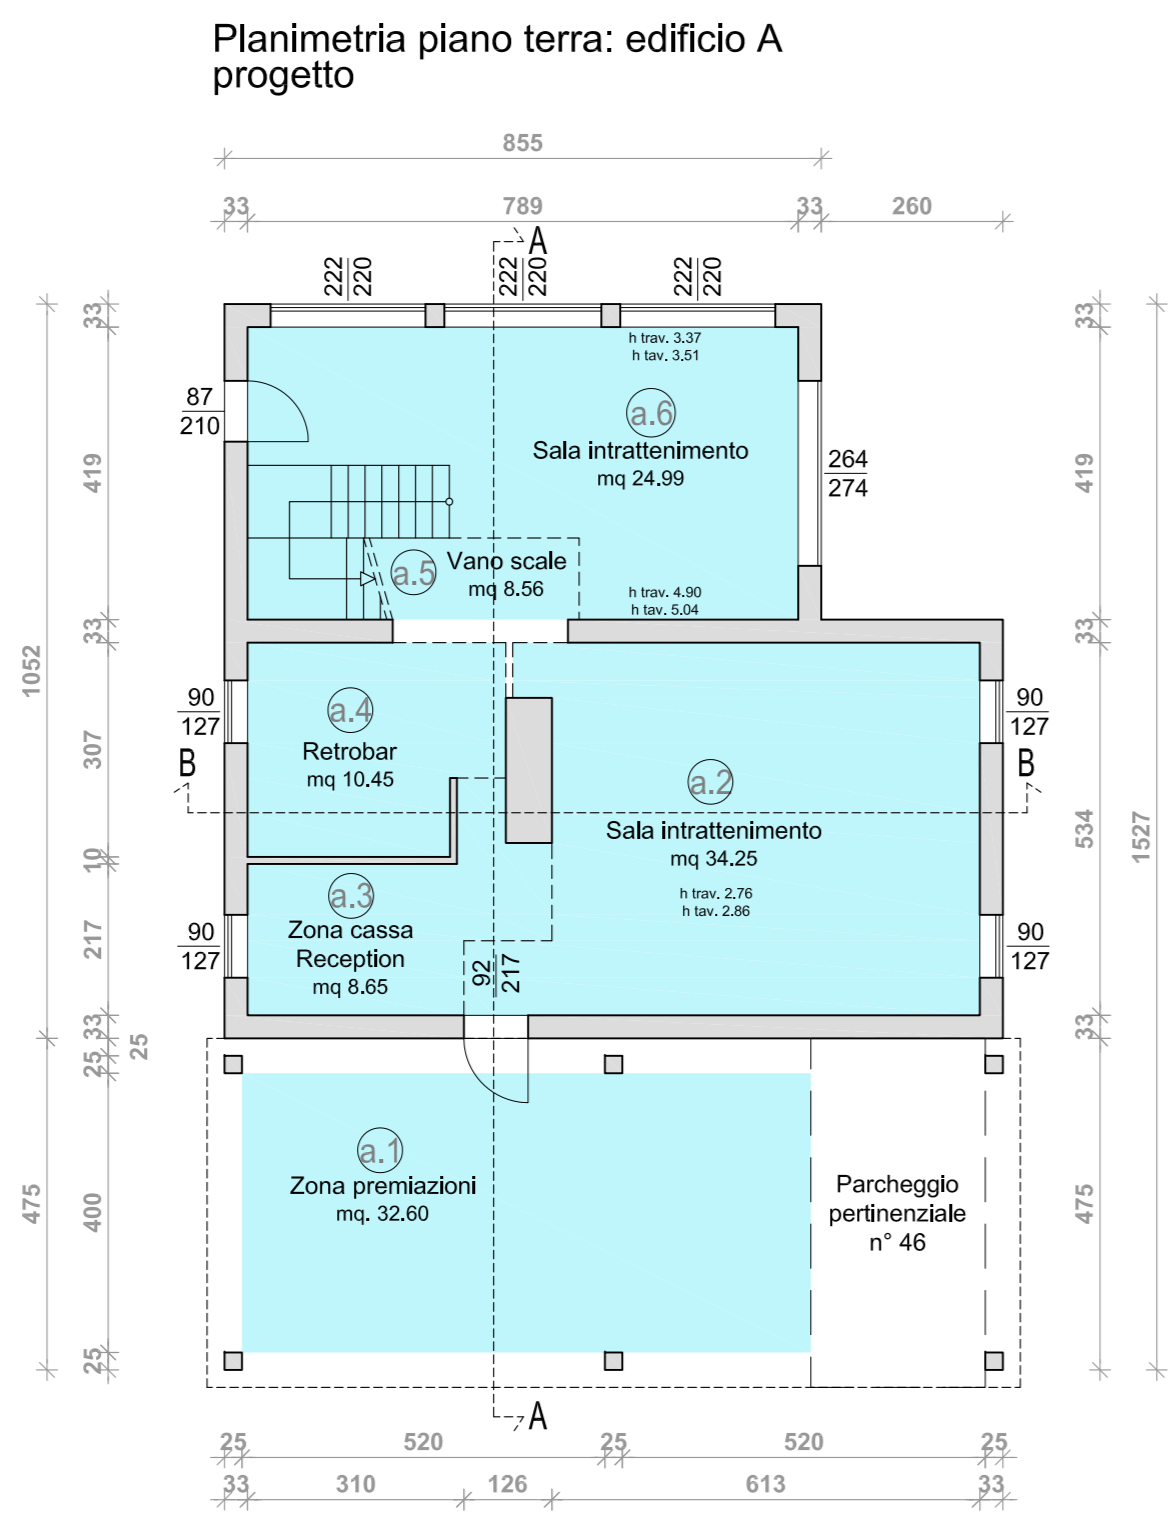 Planimetria piano terra: edificio A
progetto
855
33
789
33
260
A
222
220
222
220
222
220
33
33
h trav. 3.37
h tav. 3.51
87
210
a.6
Sala intrattenimento
mq 24.99
419
264
274
419
a.5
Vano scale
mq 8.56
h trav. 4.90
h tav. 5.04
33
33
1052
90
127
a.4
Retrobar
mq 10.45
90
127
307
B
B
a.2
Sala intrattenimento
mq 34.25
534
1527
10
h trav. 2.76
h tav. 2.86
a.3
Zona cassa
Reception
mq 8.65
90
127
90
127
217
92
217
33
33
25
25
a.1
Zona premiazioni
mq. 32.60
Parcheggio
pertinenziale
n° 46
475
400
475
25
A
25
520
25
520
25
33
310
126
613
33